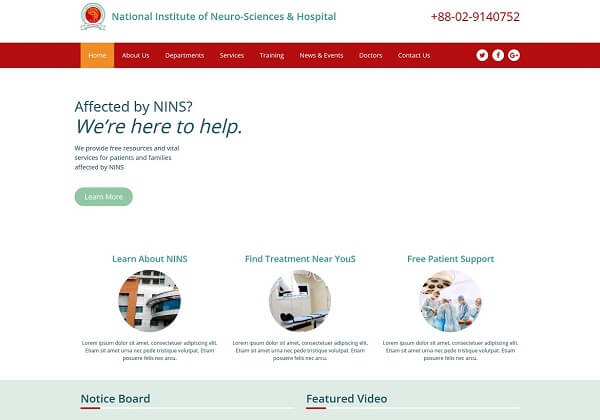 National Institute of Neuro-Sciences & Hospital
+88-02-9140752
Home About Us Departments Services Training News & Events Doctors Contact Us
Affected by NINS?
We're here to help.
We provide free resources and vital
services for patients and families
affected by NINS
Learn More
Learn About NINS
Lorem ipsum dolor sit amet, consectetuer adipiscing elit.
Etiam sit amet urna nec pede tristique volutpat. Etiam
posuere felis sit amet arcu.
Find Treatment Near YouS
Lorem ipsum dolor sit amet, consectetuer adipiscing elit.
Etiam sit amet urna nec pede tristique volutpat. Etiam
posuere felis sit amet arcu.
Free Patient Support
Lorem ipsum dolor sit amet, consectetuer adipiscing elit.
Etiam sit amet urna nec pede tristique volutpat. Etiam
posuere felis sit amet arcu.
Notice Board
Featured Video